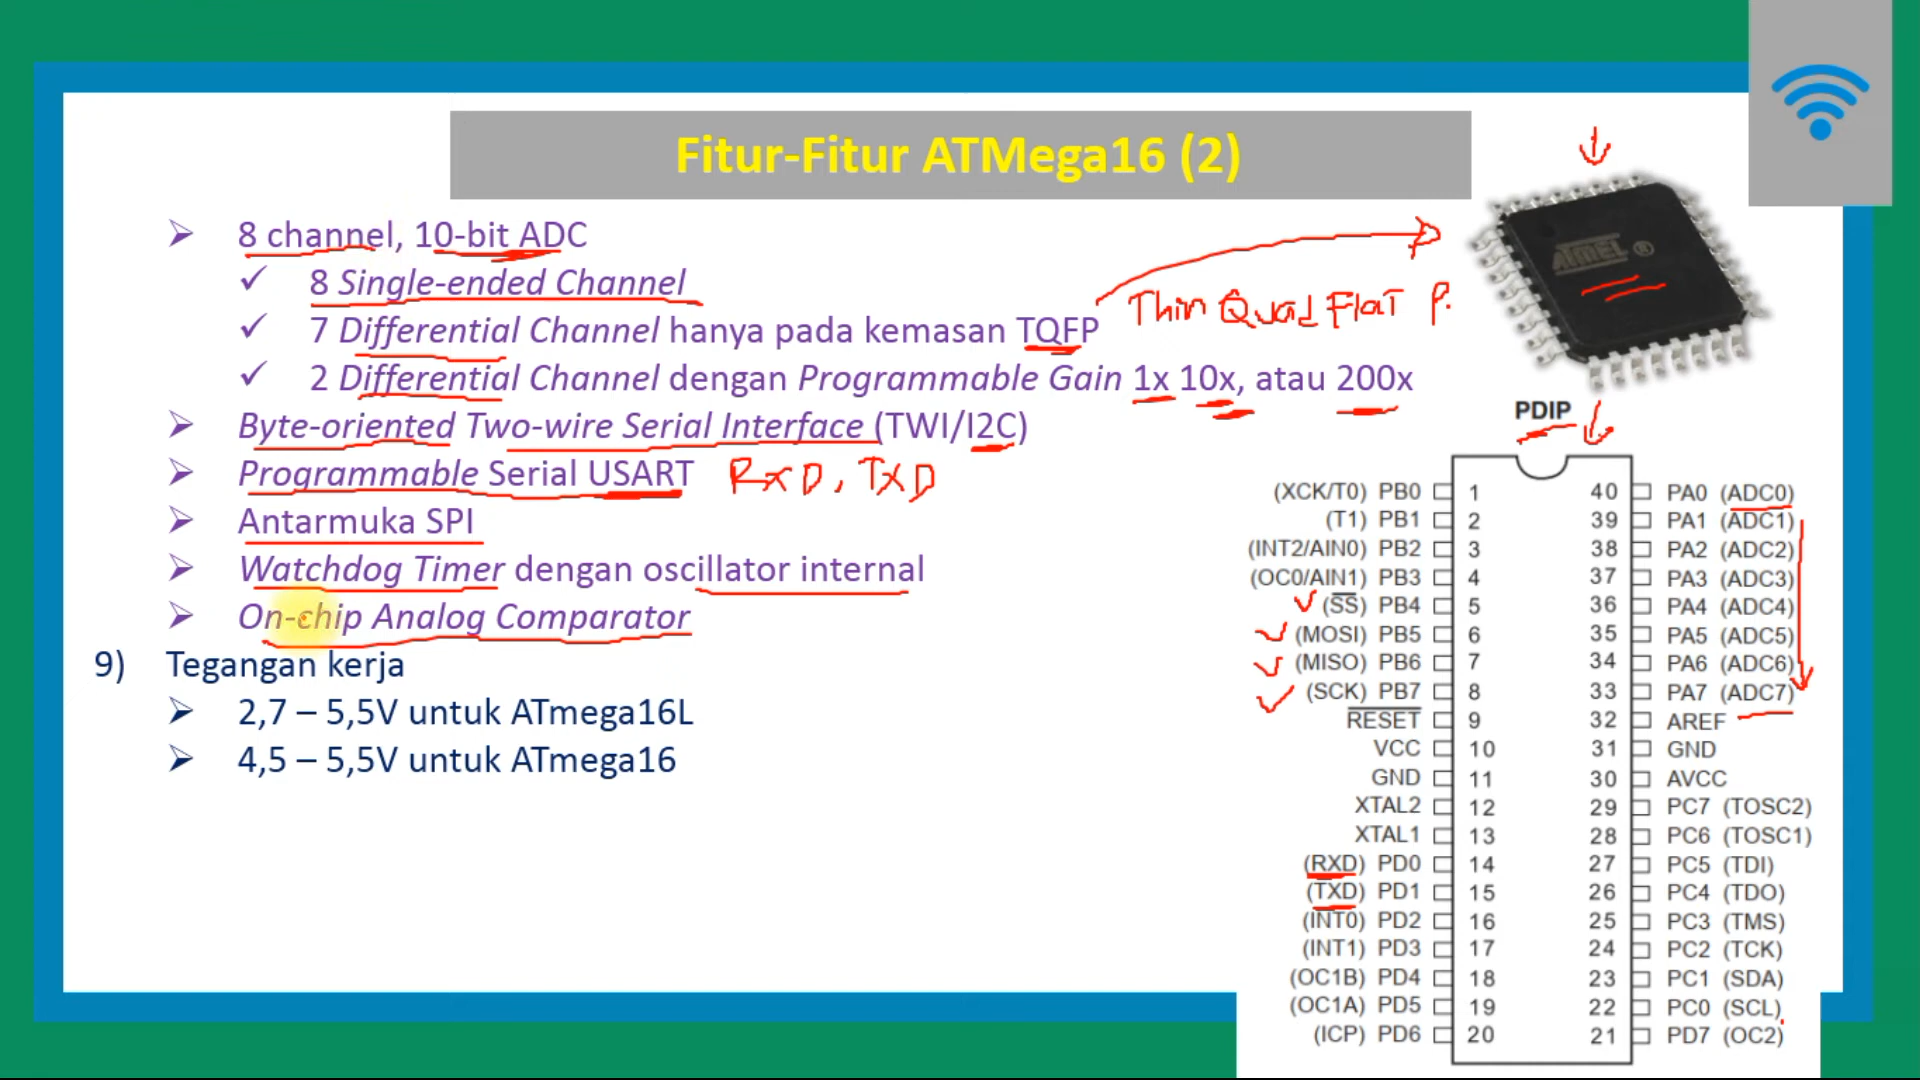 Fitur-Fitur ATMega16 (2)
8 channel, 10-bit ADC
8 Single-ended Channel
7 Differential Channel hanya pada kemasan TQFP
Thin Quad Flat P.
2 Differential Channel dengan Programmable Gain 1x 10x, atau 200x
Byte-oriented Two-wire Serial Interface (TWI/I2C)
Programmable Serial USART RxD, TXD
Antarmuka SPI
Watchdog Timer dengan oscillator internal
On-chip Analog Comparator
9) Tegangan kerja
2,7 – 5,5V untuk ATmega16L
4,5 – 5,5V untuk ATmega16
ATMEL ®
PDIP
(XCK/T0) PB0 1 40 PA0 (ADC0)
(T1) PB1 2 39 PA1 (ADC1)
(INT2/AIN0) PB2 3 38 PA2 (ADC2)
(OC0/AIN1) PB3 4 37 PA3 (ADC3)
(SS) PB4 5 36 PA4 (ADC4)
(MOSI) PB5 6 35 PA5 (ADC5)
(MISO) PB6 7 34 PA6 (ADC6)
(SCK) PB7 8 33 PA7 (ADC7)
RESET 9 32 AREF
VCC 10 31 GND
GND 11 30 AVCC
XTAL2 12 29 PC7 (TOSC2)
XTAL1 13 28 PC6 (TOSC1)
(RXD) PD0 14 27 PC5 (TDI)
(TXD) PD1 15 26 PC4 (TDO)
(INT0) PD2 16 25 PC3 (TMS)
(INT1) PD3 17 24 PC2 (TCK)
(OC1B) PD4 18 23 PC1 (SDA)
(OC1A) PD5 19 22 PC0 (SCL)
(ICP) PD6 20 21 PD7 (OC2)